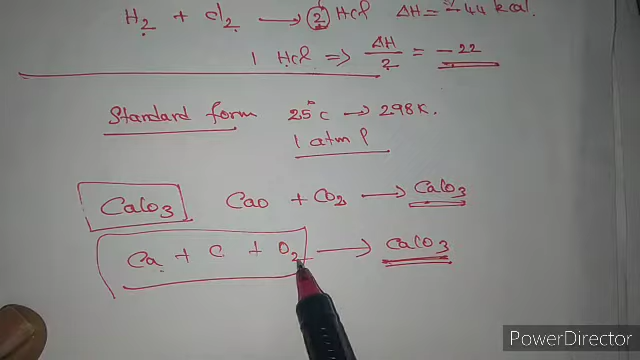 H2 + Cl2 → 2 HCl ΔH = -44 kcal.
1 HCl ⇒ ΔH/2 = -22
Standard form 25°C → 298K.
1 atm P
CaCO3 CaO + CO2 → CaCO3
Ca + C + O2 → CaCO3
PowerDirector